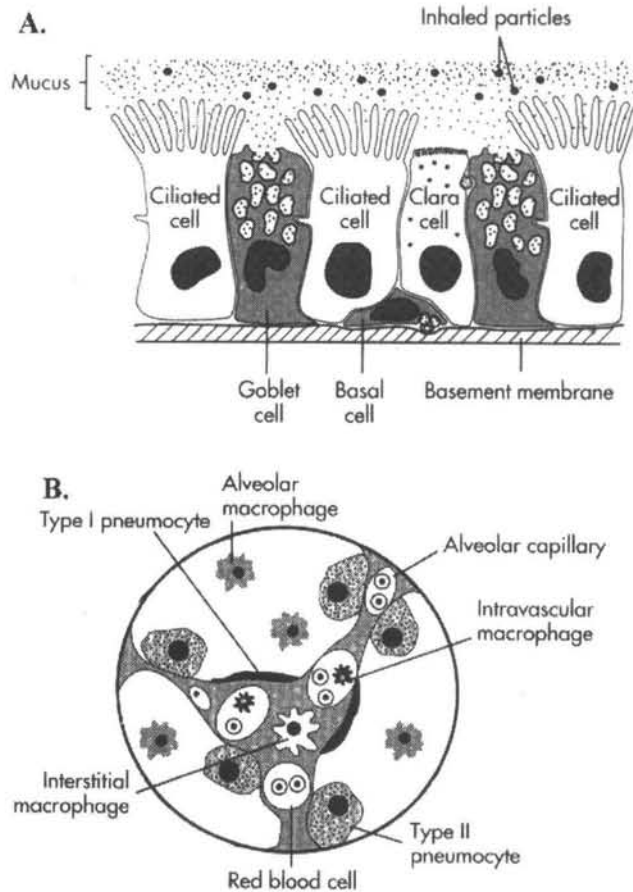 A.
Inhaled particles
Mucus
Ciliated
cell
Ciliated
cell
Clara
cell
Ciliated
cell
Goblet
cell
Basal
cell
Basement membrane
B.
Alveolar
macrophage
Type I pneumocyte
Alveolar capillary
Intravascular
macrophage
Interstitial
macrophage
Type II
pneumocyte
Red blood cell